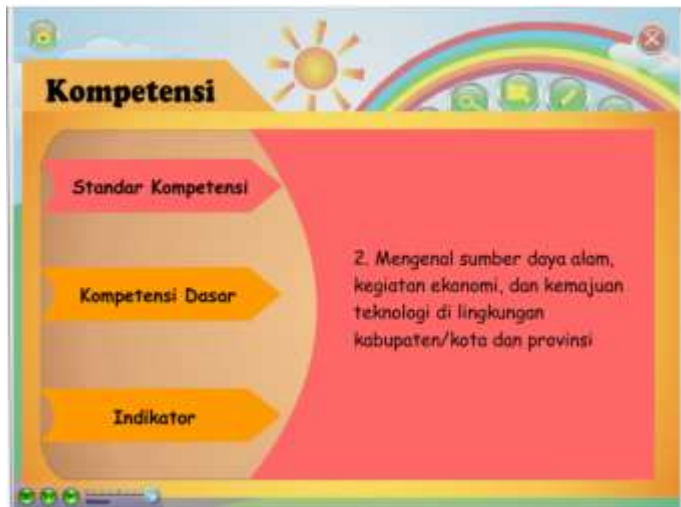 Kompetensi
Standar Kompetensi
Kompetensi Dasar
Indikator
2. Mengenal sumber daya alam,
kegiatan ekonomi, dan kemajuan
teknologi di lingkungan
kabupaten/kota dan provinsi